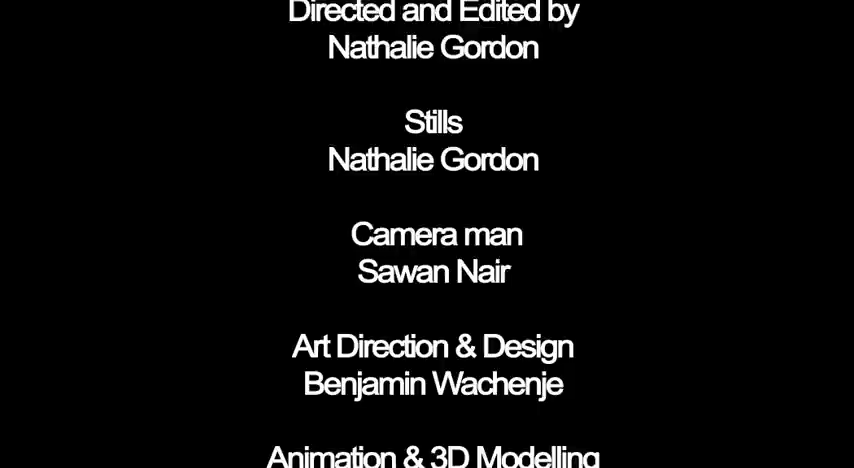 Directed and Edited by
Nathalie Gordon
Stills
Nathalie Gordon
Camera man
Sawan Nair
Art Direction & Design
Benjamin Wachenje
Animation & 3D Modelling